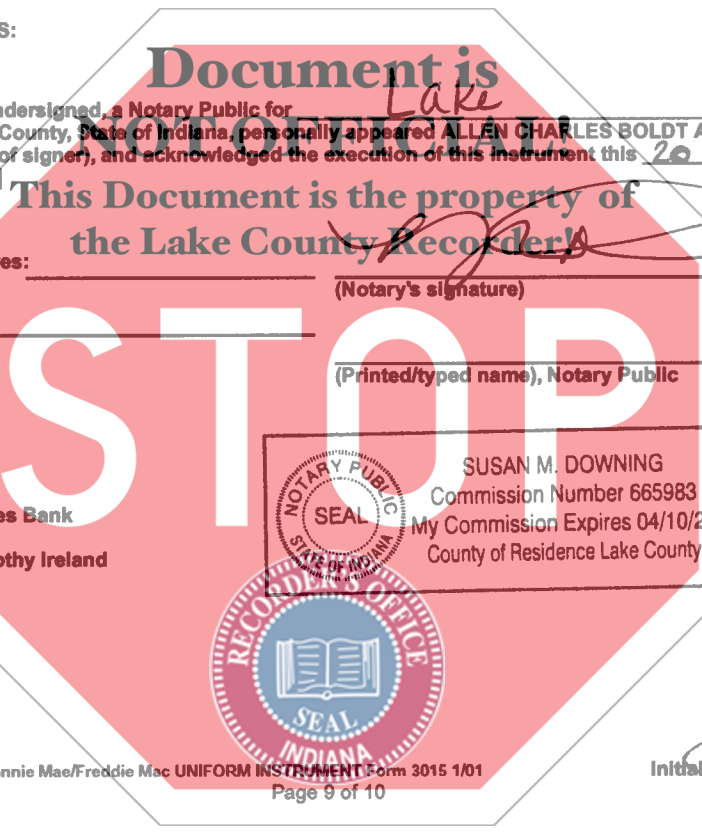 S:
Document is
Lake
ndersigned, a Notary Public for
County, State of Indiana, personally appeared ALLEN CHARLES BOLDT A
NOT OFFICIAL!
of signer), and acknowledged the execution of this instrument this 20
This Document is the property of
the Lake County Recorder!
es:
(Notary's signature)
STOP
(Printed/typed name), Notary Public
NOTARY PUBLIC
SEAL
STATE OF INDIANA
SUSAN M. DOWNING
Commission Number 665983
My Commission Expires 04/10/2
County of Residence Lake County
es Bank
othy Ireland
RECORDER'S OFFICE
SEAL
INDIANA
nnie Mae/Freddie Mac UNIFORM INSTRUMENT Form 3015 1/01
Initial
Page 9 of 10